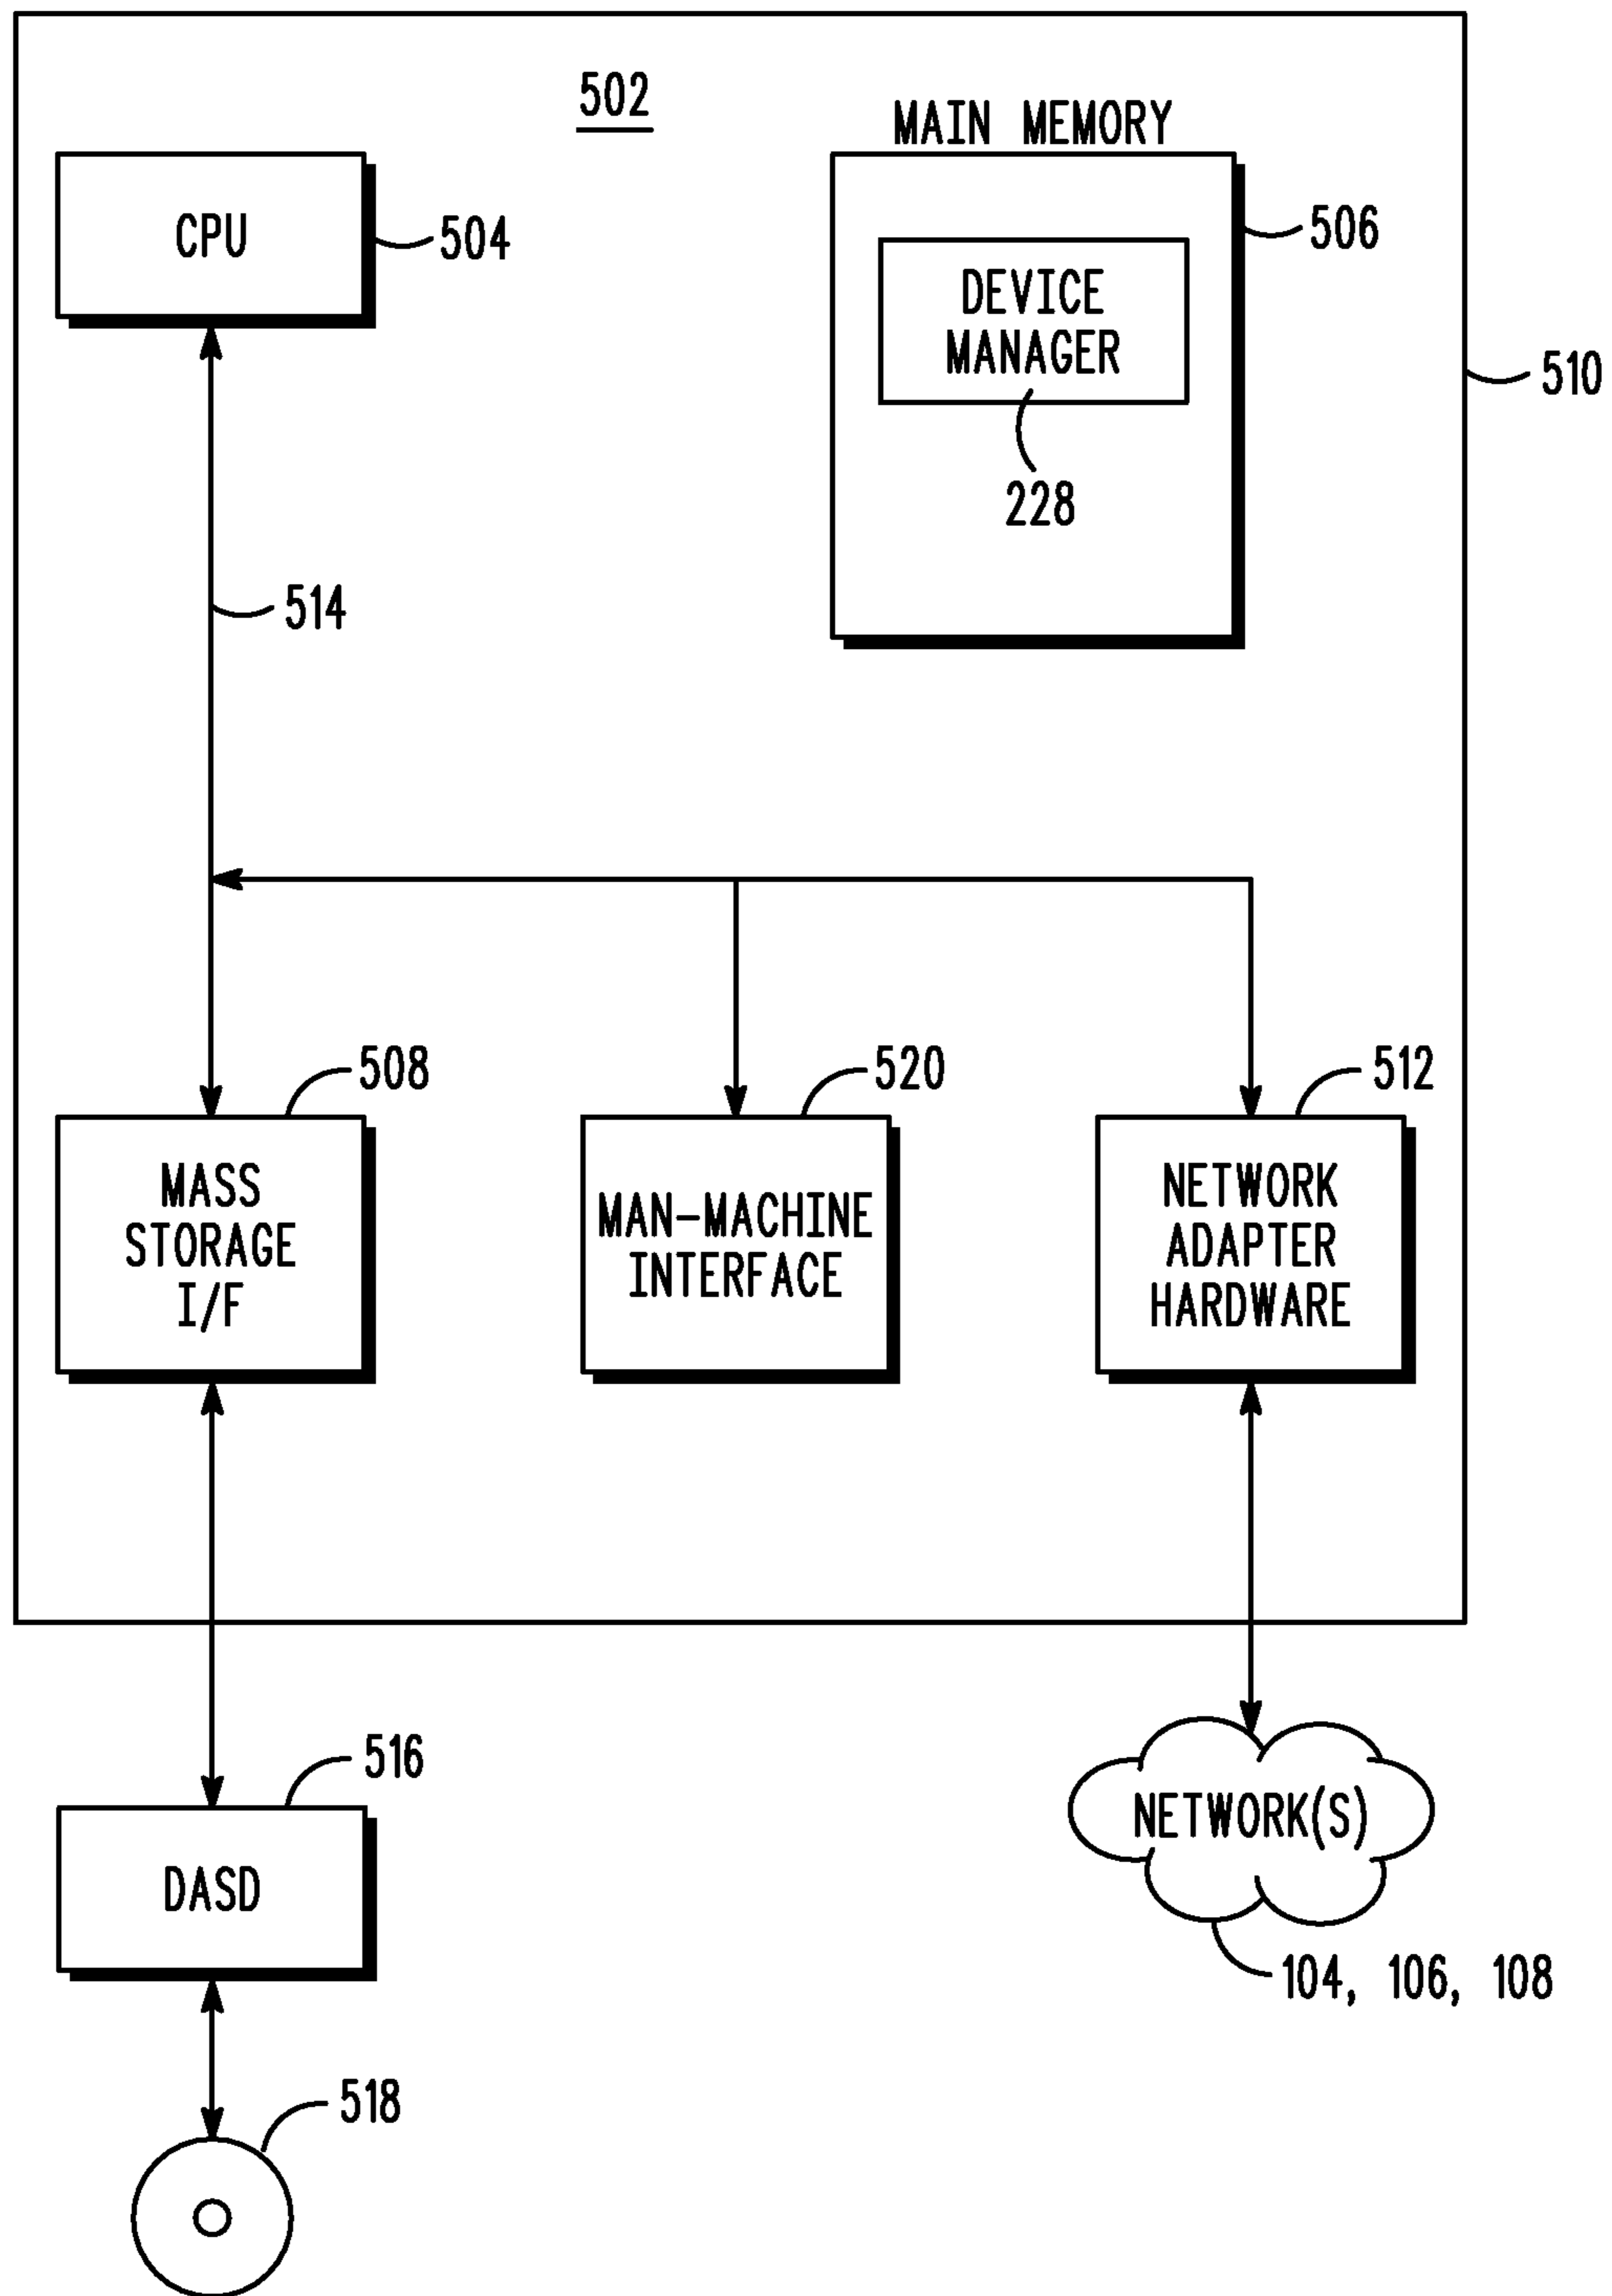 502
MAIN MEMORY
CPU
504
506
DEVICE
MANAGER
510
228
514
508
520
512
MASS
STORAGE
I/F
MAN-MACHINE
INTERFACE
NETWORK
ADAPTER
HARDWARE
516
NETWORK(S)
DASD
104, 106, 108
518